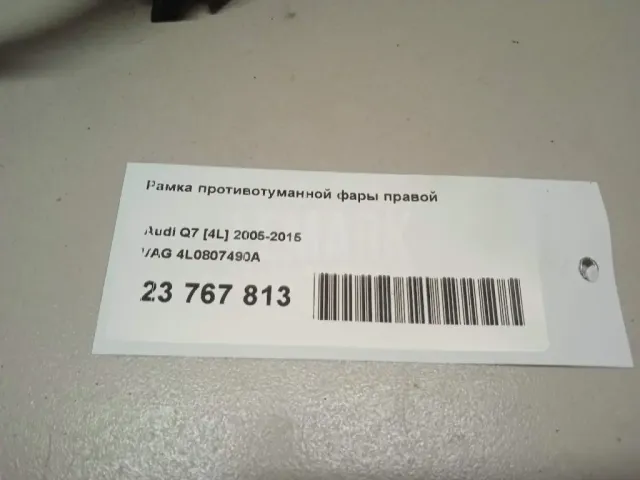 Рамка противотуманной фары правой
Audi Q7 [4L] 2005-2015
VAG 4L0807490A
23 767 813